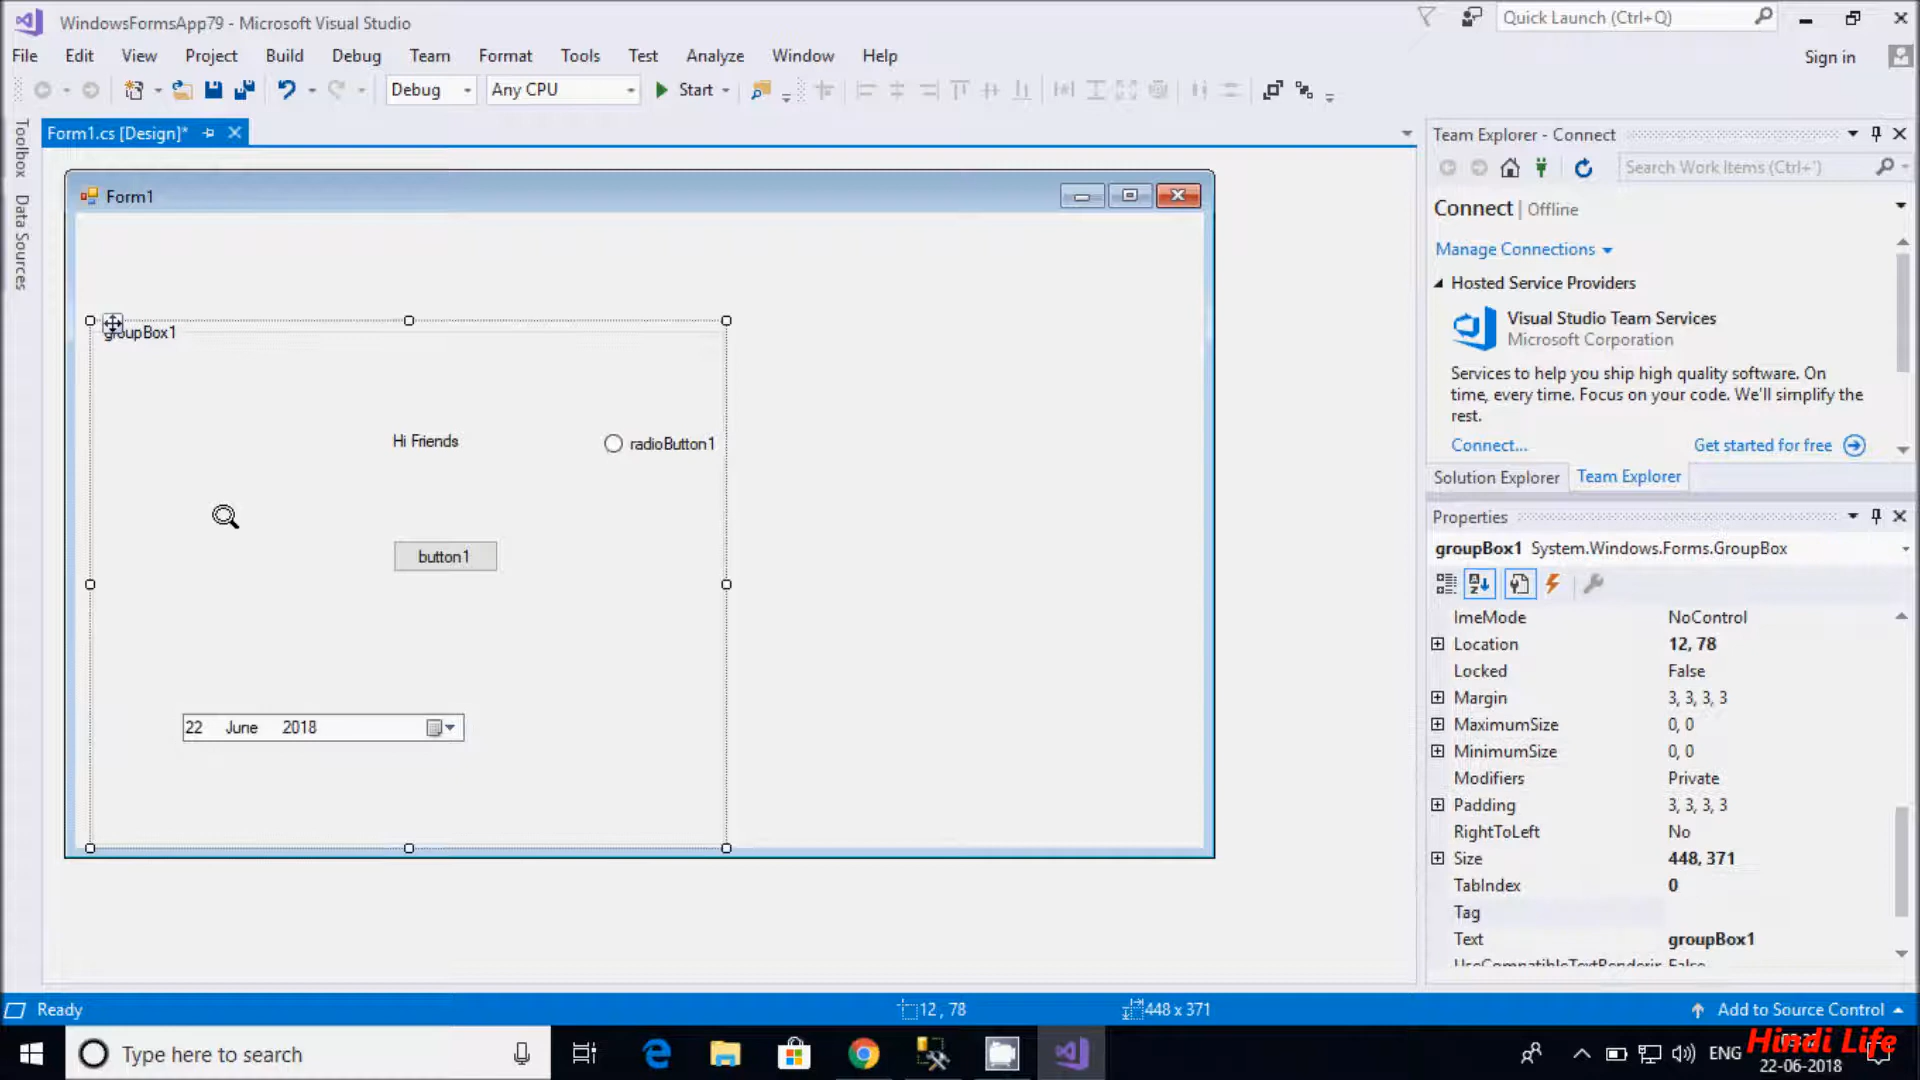 WindowsFormsApp79 - Microsoft Visual Studio
Quick Launch (Ctrl+Q)
File Edit View Project Build Debug Team Format Tools Test Analyze Window Help
Sign in
Debug Any CPU Start
Toolbox
Data Sources
Form1.cs [Design]*
Form1
groupBox1
Hi Friends
radioButton1
button1
22 June 2018
Team Explorer - Connect
Search Work Items (Ctrl+')
Connect | Offline
Manage Connections
Hosted Service Providers
Visual Studio Team Services
Microsoft Corporation
Services to help you ship high quality software. On
time, every time. Focus on your code. We'll simplify the
rest.
Connect... Get started for free
Solution Explorer Team Explorer
Properties
groupBox1 System.Windows.Forms.GroupBox
ImeMode NoControl
Location 12, 78
Locked False
Margin 3, 3, 3, 3
MaximumSize 0, 0
MinimumSize 0, 0
Modifiers Private
Padding 3, 3, 3, 3
RightToLeft No
Size 448, 371
TabIndex 0
Tag
Text groupBox1
Ready 12, 78 448 x 371 Add to Source Control
Type here to search
ENG
Hindi Life
22-06-2018